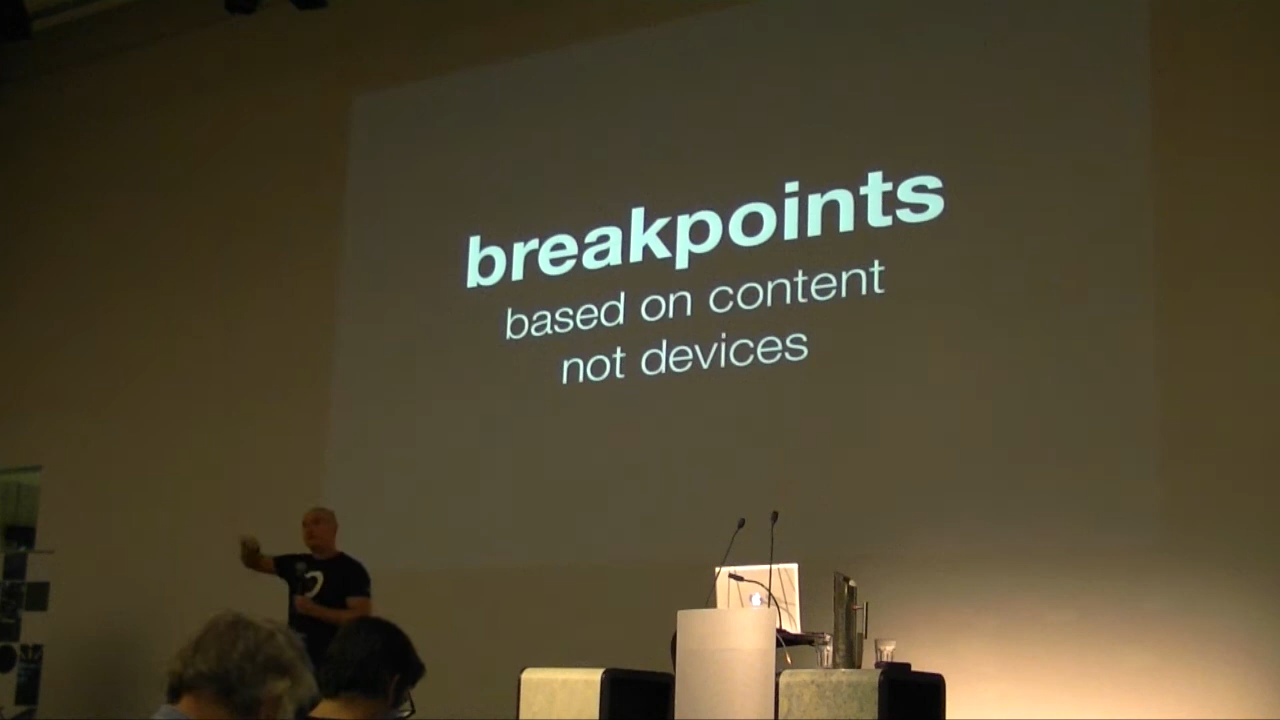 breakpoints
based on content
not devices